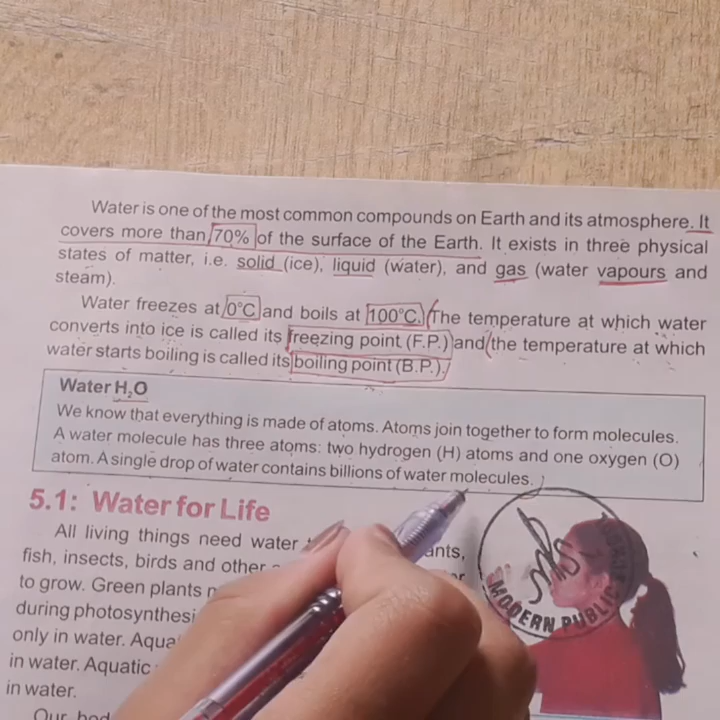 Water is one of the most common compounds on Earth and its atmosphere. It
covers more than 70% of the surface of the Earth. It exists in three physical
states of matter, i.e. solid (ice), liquid (water), and gas (water vapours and
steam).
Water freezes at 0°C and boils at 100°C. The temperature at which water
converts into ice is called its freezing point (F.P.) and the temperature at which
water starts boiling is called its boiling point (B.P.).
Water H₂O
We know that everything is made of atoms. Atoms join together to form molecules.
A water molecule has three atoms: two hydrogen (H) atoms and one oxygen (O)
atom. A single drop of water contains billions of water molecules.
5.1: Water for Life
All living things need water
fish, insects, birds and other
to grow. Green plants
during
only in water.
in water. Aquatic
in water.
Our
MODERN PUBLIC